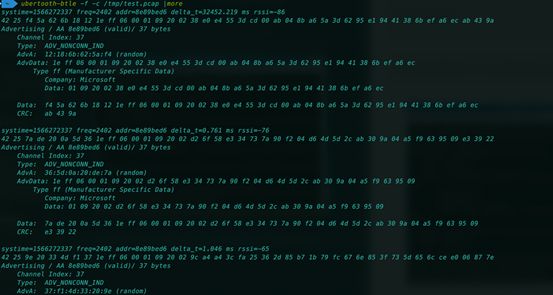 ~ ubertooth-btle -f -c /tmp/test.pcap |more
systime=1566272337 freq=2402 addr=8e89bed6 delta_t=32452.219 ms rssi=-86
42 25 f4 5a 62 6b 18 12 1e ff 06 00 01 09 20 02 38 e0 e4 55 3d cd 00 ab 04 8b a6 5a 3d 62 95 e1 94 41 38 6b ef a6 ec ab 43 9a
Advertising / AA 8e89bed6 (valid)/ 37 bytes
Channel Index: 37
Type: ADV_NONCONN_IND
AdvA: 12:18:6b:62:5a:f4 (random)
AdvData: 1e ff 06 00 01 09 20 02 38 e0 e4 55 3d cd 00 ab 04 8b a6 5a 3d 62 95 e1 94 41 38 6b ef a6 ec
Type ff (Manufacturer Specific Data)
Company: Microsoft
Data: 01 09 20 02 38 e0 e4 55 3d cd 00 ab 04 8b a6 5a 3d 62 95 e1 94 41 38 6b ef a6 ec
Data: f4 5a 62 6b 18 12 1e ff 06 00 01 09 20 02 38 e0 e4 55 3d cd 00 ab 04 8b a6 5a 3d 62 95 e1 94 41 38 6b ef a6 ec
CRC: ab 43 9a
systime=1566272337 freq=2402 addr=8e89bed6 delta_t=0.761 ms rssi=-76
42 25 7a de 20 0a 5d 36 1e ff 06 00 01 09 20 02 d2 6f 58 e3 34 73 7a 90 f2 04 d6 4d 5d 2c ab 30 9a 04 a5 f9 63 95 09 e3 39 22
Advertising / AA 8e89bed6 (valid)/ 37 bytes
Channel Index: 37
Type: ADV_NONCONN_IND
AdvA: 36:5d:0a:20:de:7a (random)
AdvData: 1e ff 06 00 01 09 20 02 d2 6f 58 e3 34 73 7a 90 f2 04 d6 4d 5d 2c ab 30 9a 04 a5 f9 63 95 09
Type ff (Manufacturer Specific Data)
Company: Microsoft
Data: 01 09 20 02 d2 6f 58 e3 34 73 7a 90 f2 04 d6 4d 5d 2c ab 30 9a 04 a5 f9 63 95 09
Data: 7a de 20 0a 5d 36 1e ff 06 00 01 09 20 02 d2 6f 58 e3 34 73 7a 90 f2 04 d6 4d 5d 2c ab 30 9a 04 a5 f9 63 95 09
CRC: e3 39 22
systime=1566272337 freq=2402 addr=8e89bed6 delta_t=1.046 ms rssi=-65
42 25 9e 20 33 4d f1 37 1e ff 06 00 01 09 20 02 9c a4 a4 3c fa 25 36 2d 85 b7 1b 79 fc 67 6e 85 3f 73 5d 65 6c ce e0 06 87 7e
Advertising / AA 8e89bed6 (valid)/ 37 bytes
Channel Index: 37
Type: ADV_NONCONN_IND
AdvA: 37:f1:4d:33:20:9e (random)